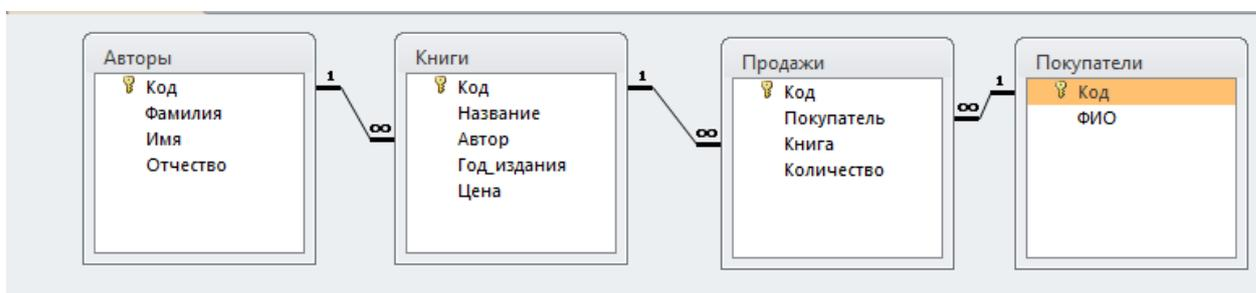 Авторы
Код
Фамилия
Имя
Отчество
1
∞
Книги
Код
Название
Автор
Год_издания
Цена
1
∞
Продажи
Код
Покупатель
Книга
Количество
∞
1
Покупатели
Код
ФИО